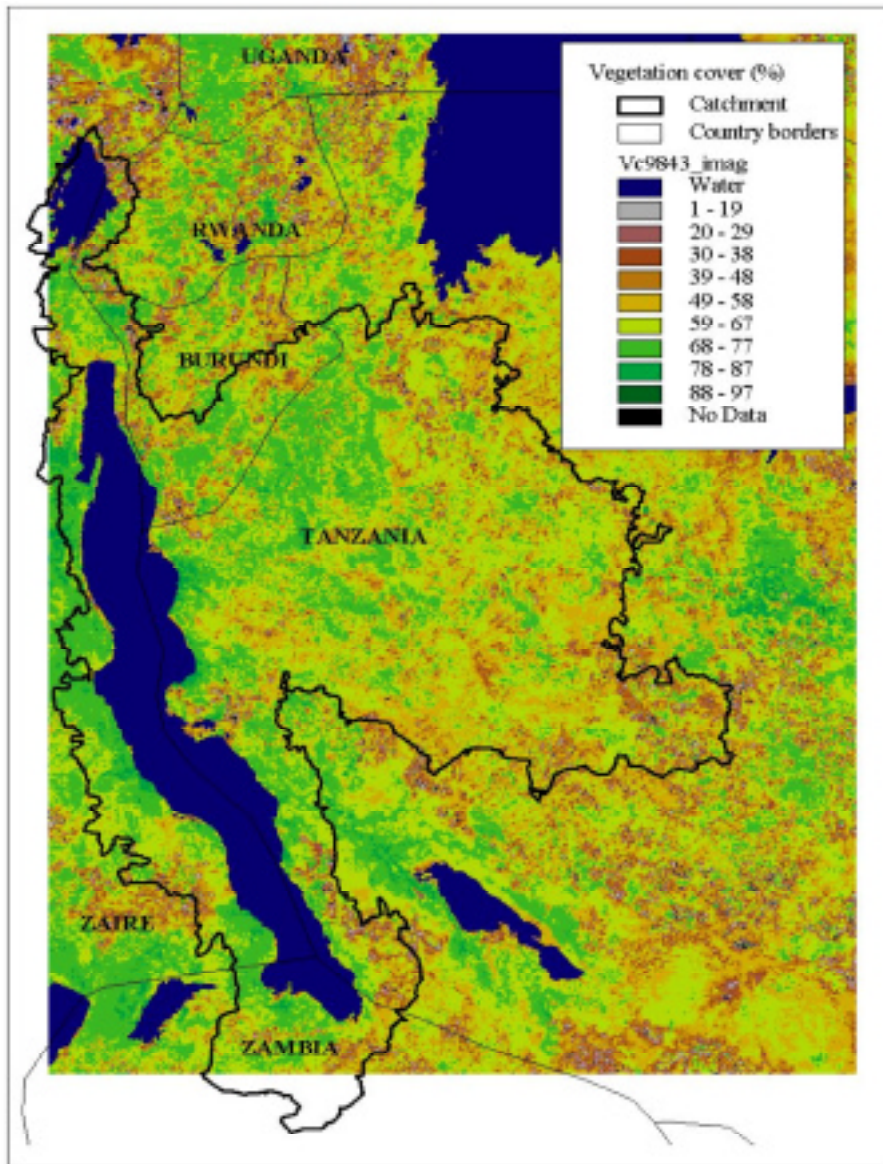 UGANDA
Vegetation cover (%)
Catchment
Country borders
Vc9843_imag
Water
1 - 19
20 - 29
30 - 38
39 - 48
49 - 58
59 - 67
68 - 77
78 - 87
88 - 97
No Data
RWANDA
BURUNDI
TANZANIA
ZAIRE
ZAMBIA